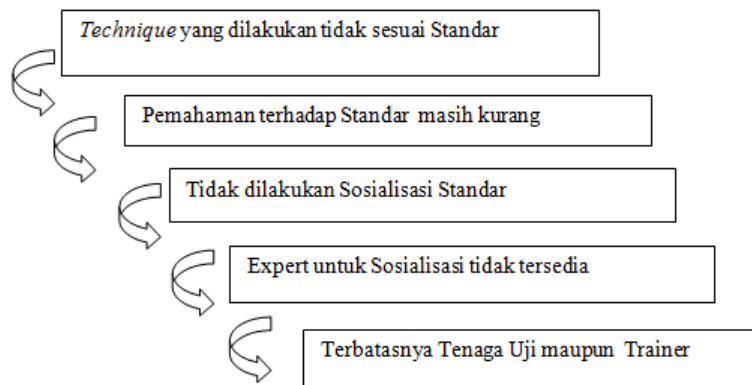 Technique yang dilakukan tidak sesuai Standar
Pemahaman terhadap Standar masih kurang
Tidak dilakukan Sosialisasi Standar
Expert untuk Sosialisasi tidak tersedia
Terbatasnya Tenaga Uji maupun Trainer